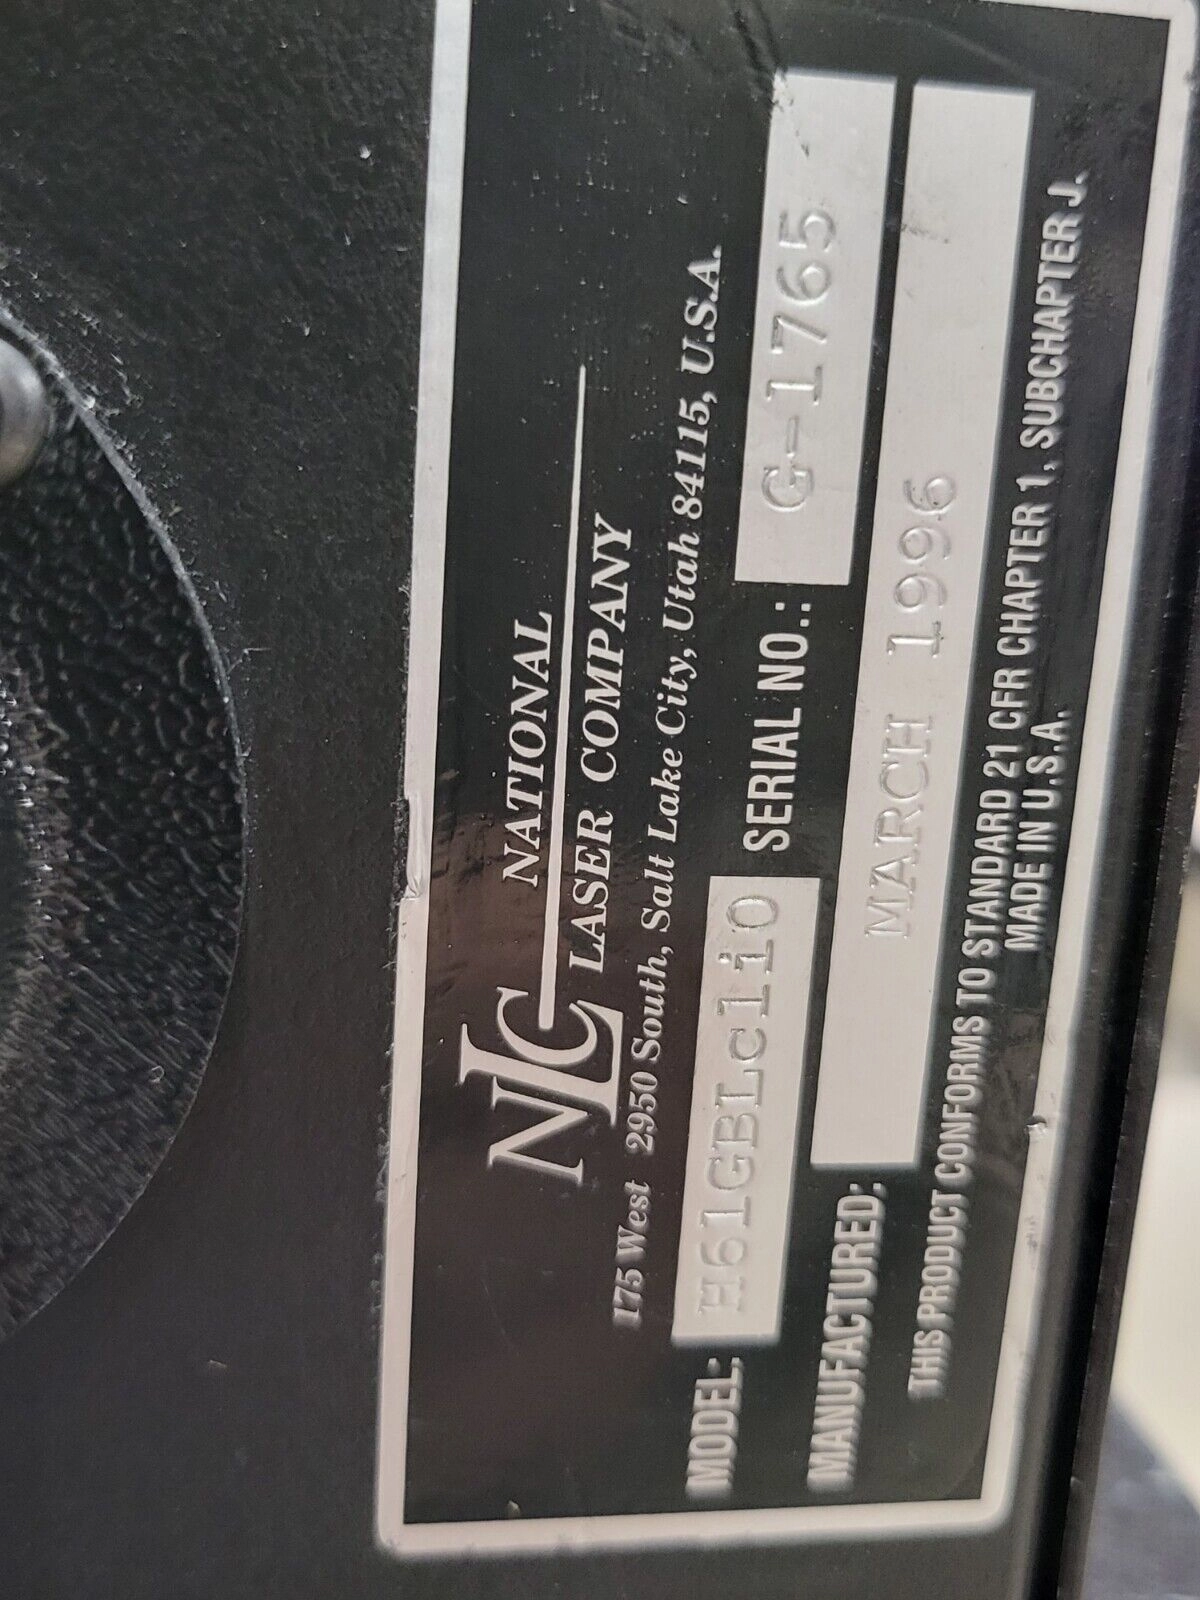 NLC NATIONAL
LASER COMPANY
175 West 2950 South, Salt Lake City, Utah 84115, U.S.A.
MODEL: H61GBLc1i0 SERIAL NO.: G-1765
MANUFACTURED: MARCH 1996
THIS PRODUCT CONFORMS TO STANDARD 21 CFR CHAPTER 1, SUBCHAPTER J.
MADE IN U.S.A.